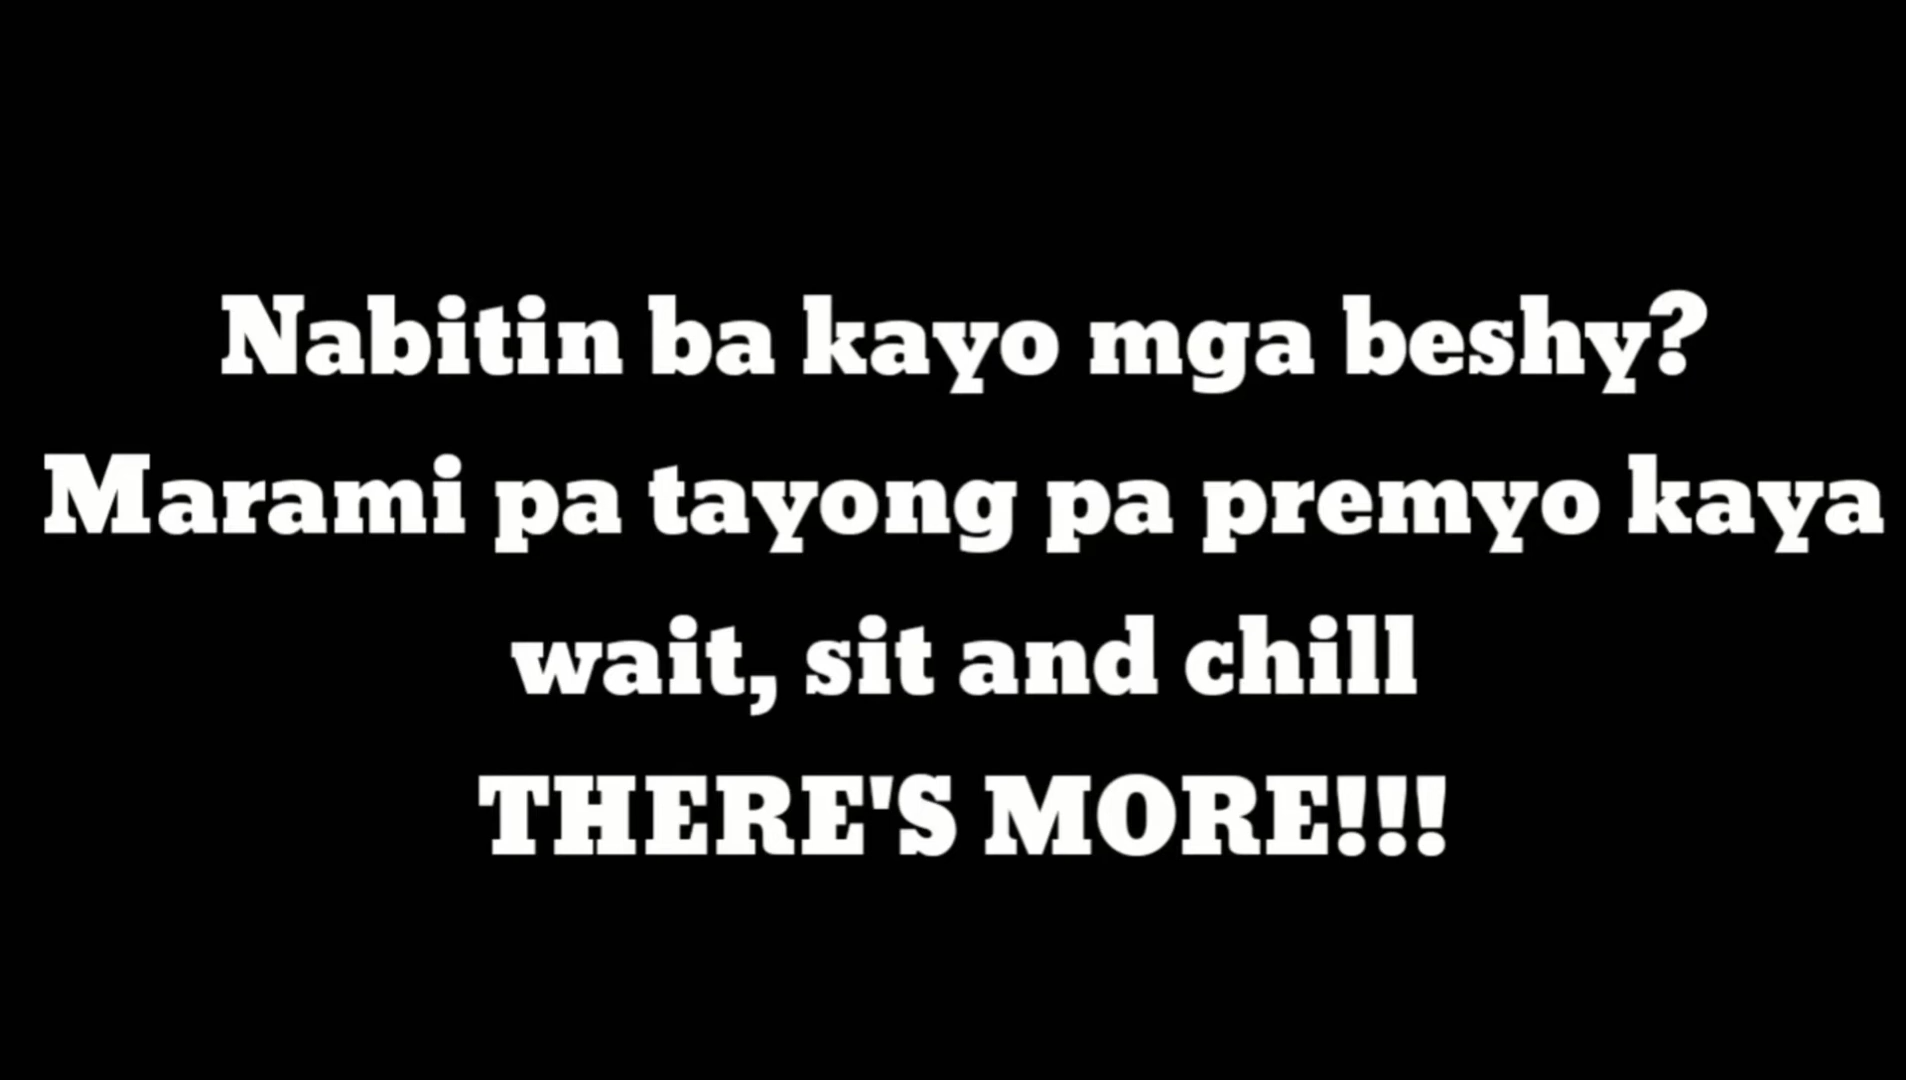 Nabitin ba kayo mga beshy?
Marami pa tayong pa premyo kaya
wait, sit and chill
THERE'S MORE!!!